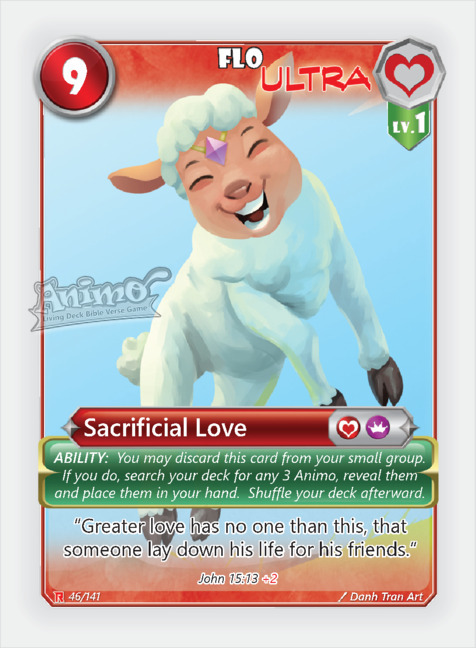 FLO
ULTRA
9
LV.1
Animo
Living Deck Bible Verse Game
Sacrificial Love
ABILITY: You may discard this card from your small group.
If you do, search your deck for any 3 Animo, reveal them
and place them in your hand. Shuffle your deck afterward.
"Greater love has no one than this, that
someone lay down his life for his friends."
John 15:13 +2
R 46/141
Danh Tran Art